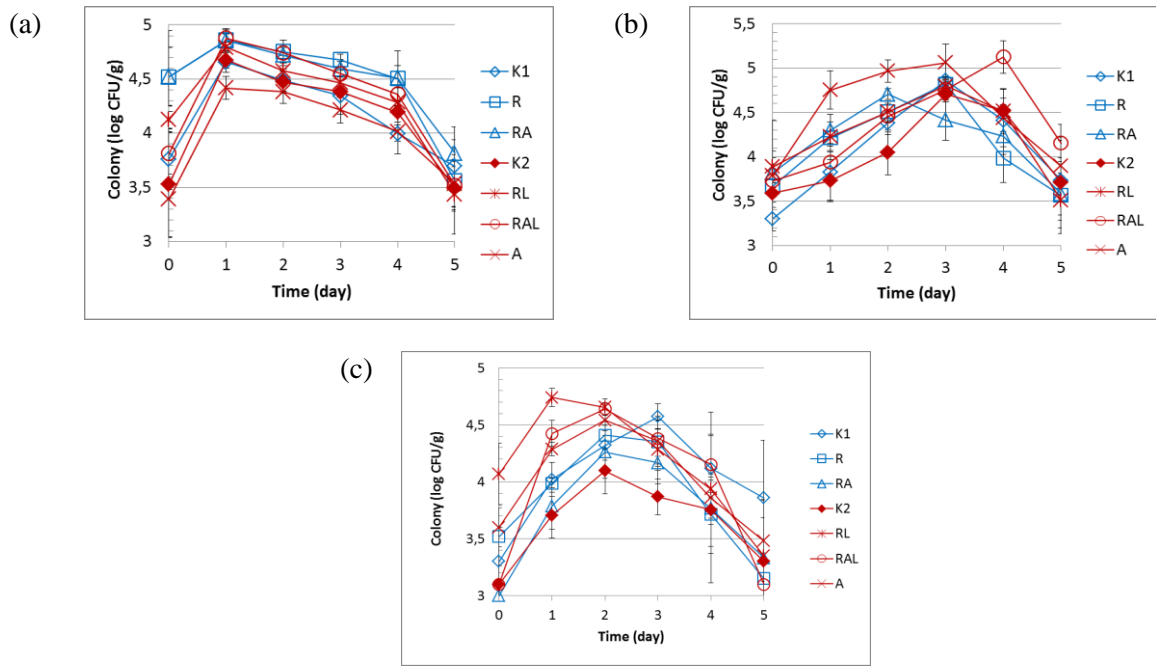 (a)
Colony (log CFU/g)
5
4,5
4
3,5
3
0 1 2 3 4 5
Time (day)
K1
R
RA
K2
RL
RAL
A
(b)
Colony (log CFU/g)
5,5
5
4,5
4
3,5
3
0 1 2 3 4 5
Time (day)
K1
R
RA
K2
RL
RAL
A
(c)
Colony (log CFU/g)
5
4,5
4
3,5
3
0 1 2 3 4 5
Time (day)
K1
R
RA
K2
RL
RAL
A